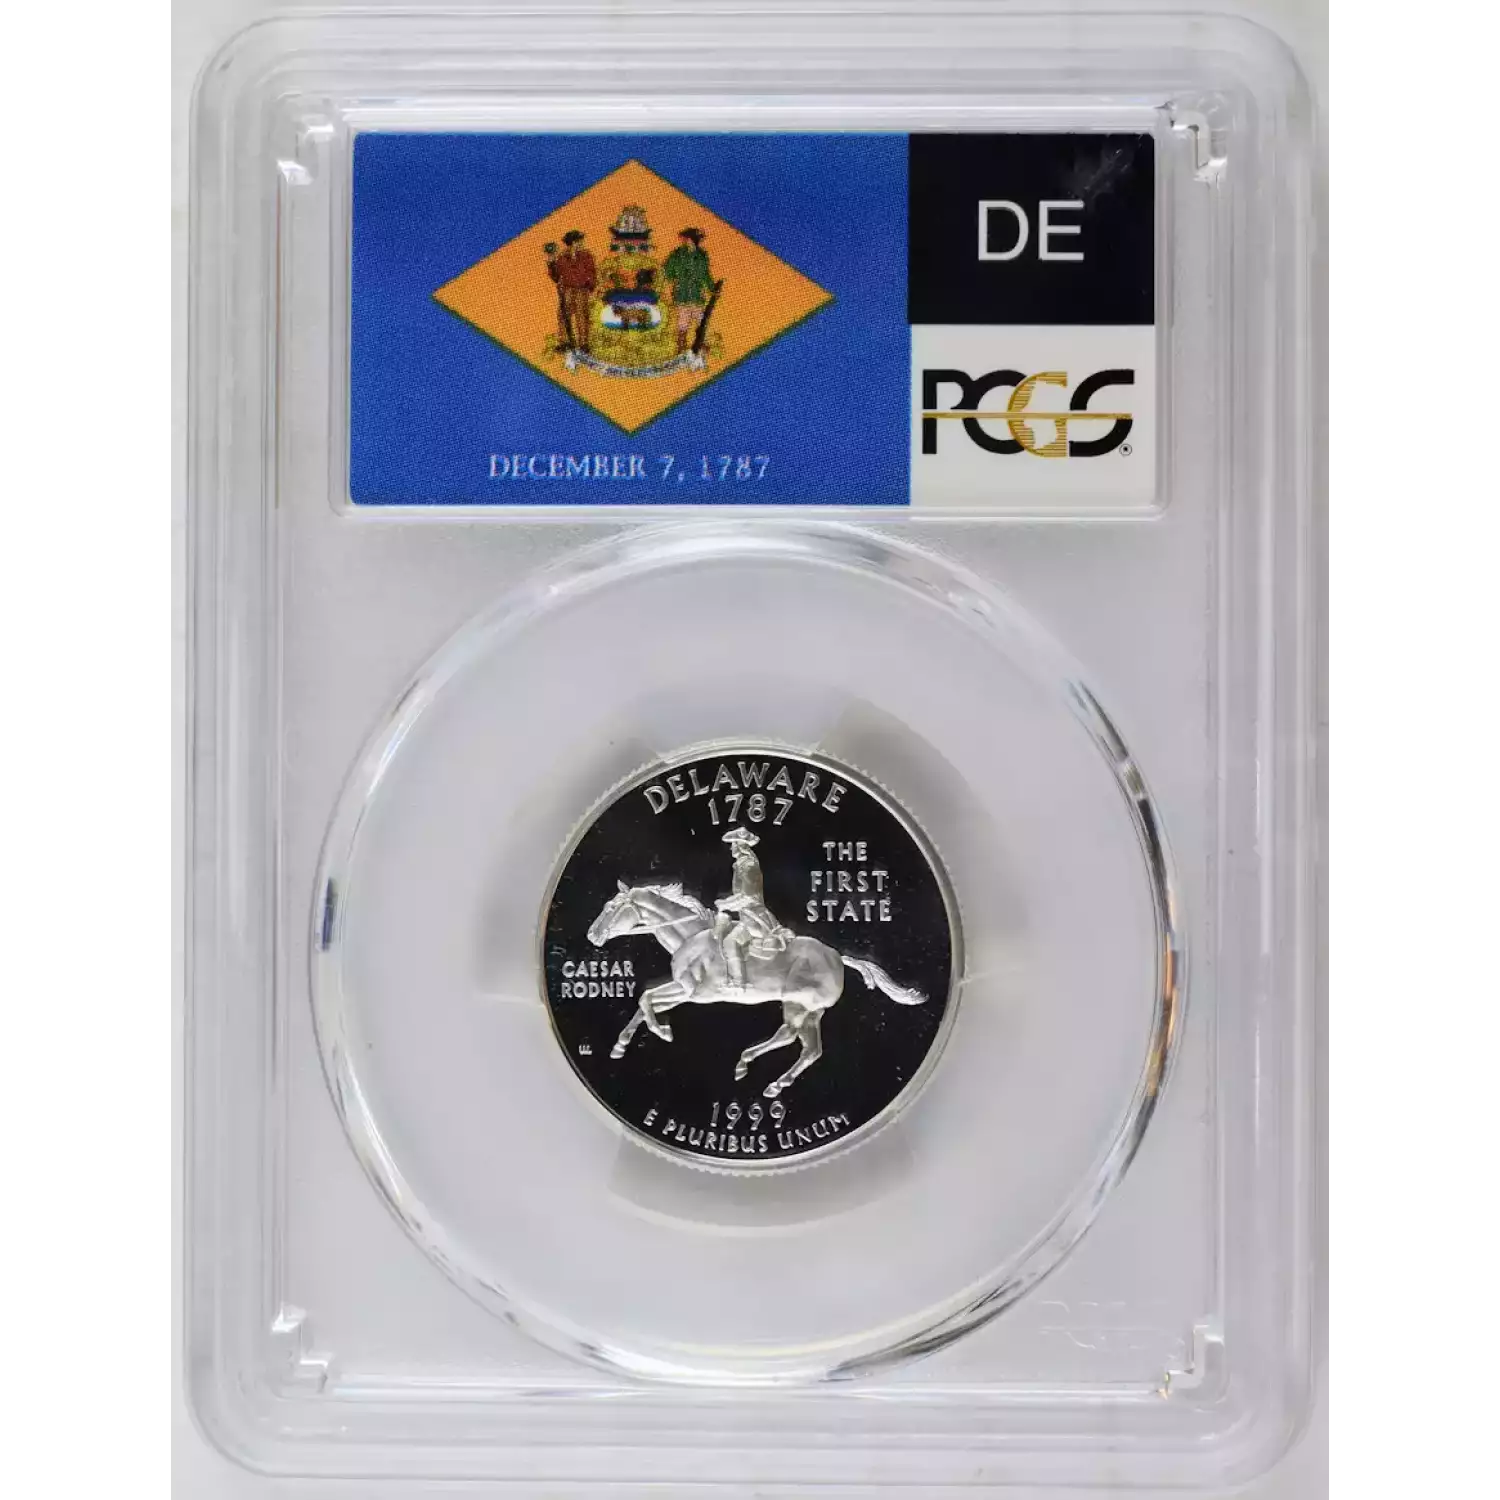 DE
PCGS
DECEMBER 7, 1787
DELAWARE
1787
THE
FIRST
STATE
CAESAR
RODNEY
1999
E PLURIBUS UNUM